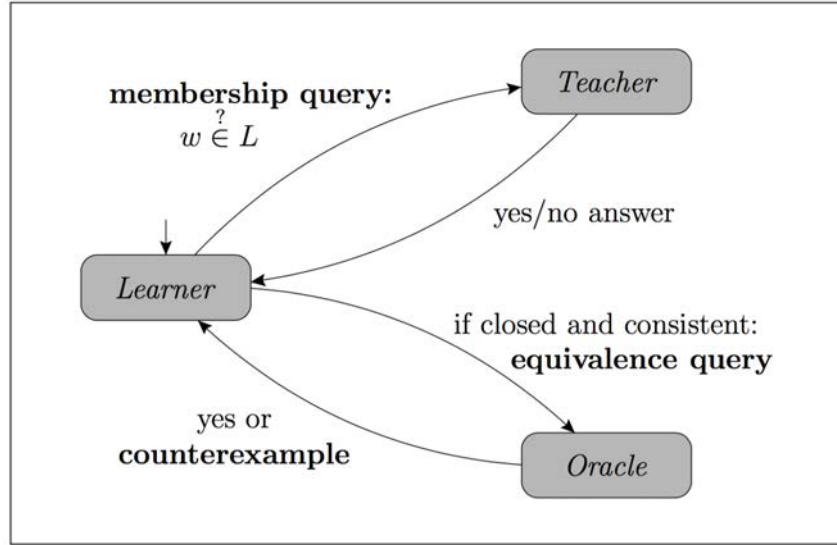 membership query:
w ∈? L
Teacher
yes/no answer
Learner
if closed and consistent:
equivalence query
yes or
counterexample
Oracle